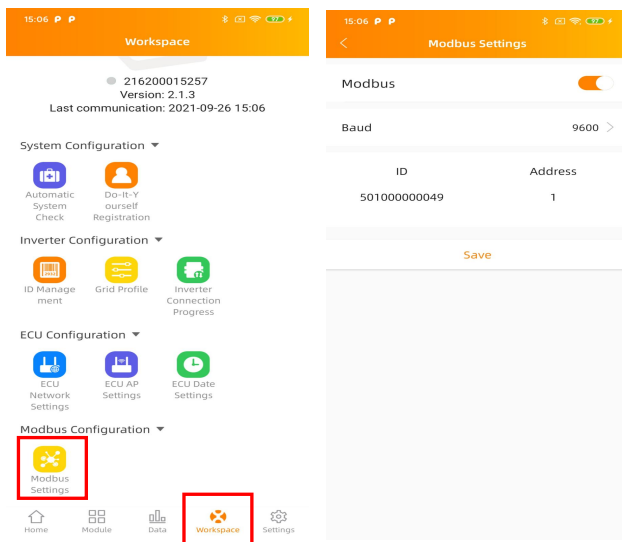 15:06 P P
97
Workspace
216200015257
Version: 2.1.3
Last communication: 2021-09-26 15:06
System Configuration
Automatic
System
Check
Do-It-Y
ourself
Registration
Inverter Configuration
ID Manage
ment
Grid Profile
Inverter
Connection
Progress
ECU Configuration
ECU
Network
Settings
ECU AP
Settings
ECU Date
Settings
Modbus Configuration
Modbus
Settings
Home
Module
Data
Workspace
Settings
15:06 P P
97
Modbus Settings
Modbus
Baud 9600
ID Address
501000000049 1
Save